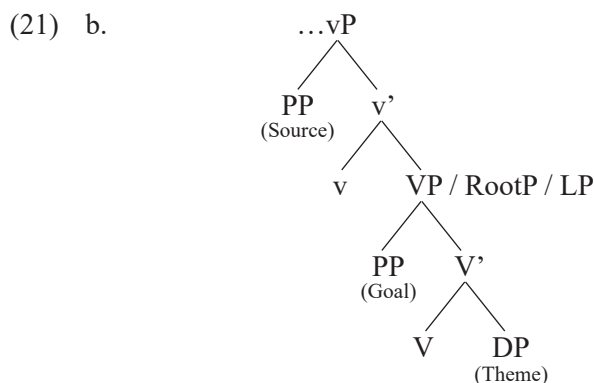 (21) b. …vP
PP v’
(Source)
v VP / RootP / LP
PP V’
(Goal)
V DP
(Theme)